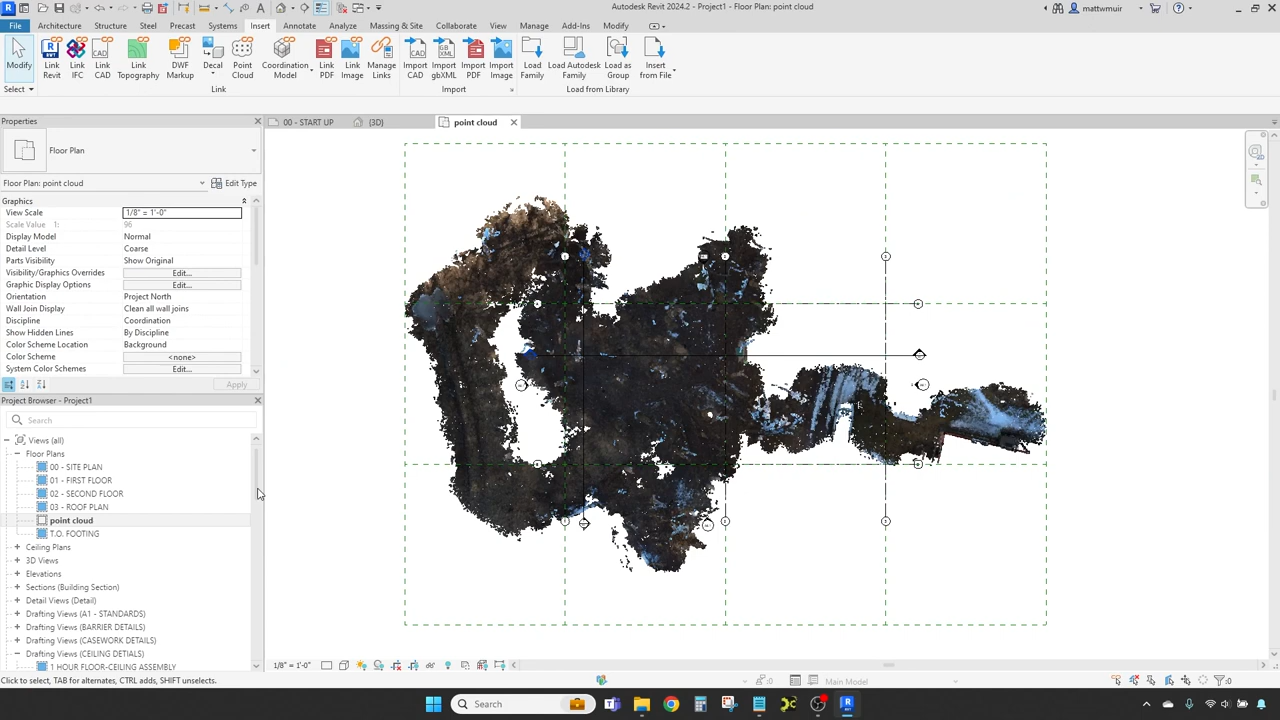 Autodesk Revit 2024.2 - Project1 - Floor Plan: point cloud
mattwmuir
File Architecture Structure Steel Precast Systems Insert Annotate Analyze Massing & Site Collaborate View Manage Add-Ins Modify
Modify
Link Revit
Link IFC
Link CAD
Link Topography
DWF Markup
Decal
Point Cloud
Coordination Model
Link PDF
Link Image
Manage Links
Import CAD
Import gbXML
Import PDF
Import Image
Load Family
Load Autodesk Family
Load as Group
Insert from File
Select Link Import Load from Library
Properties
00 - START UP
{3D}
point cloud
Floor Plan
Floor Plan: point cloud Edit Type
Graphics
View Scale 1/8" = 1'-0"
Scale Value 1: 96
Display Model Normal
Detail Level Coarse
Parts Visibility Show Original
Visibility/Graphics Overrides Edit...
Graphic Display Options Edit...
Orientation Project North
Wall Join Display Clean all wall joins
Discipline Coordination
Show Hidden Lines By Discipline
Color Scheme Location Background
Color Scheme <none>
System Color Schemes Edit...
Apply
Project Browser - Project1
Search
Views (all)
Floor Plans
00 - SITE PLAN
01 - FIRST FLOOR
02 - SECOND FLOOR
03 - ROOF PLAN
point cloud
T.O. FOOTING
Ceiling Plans
3D Views
Elevations
Sections (Building Section)
Detail Views (Detail)
Drafting Views (A1 - STANDARDS)
Drafting Views (BARRIER DETAILS)
Drafting Views (CASEWORK DETAILS)
Drafting Views (CEILING DETIALS)
1 HOUR FLOOR-CEILING ASSEMBLY
1/8" = 1'-0"
Click to select, TAB for alternates, CTRL adds, SHIFT unselects.
:0
Main Model
:0
Search